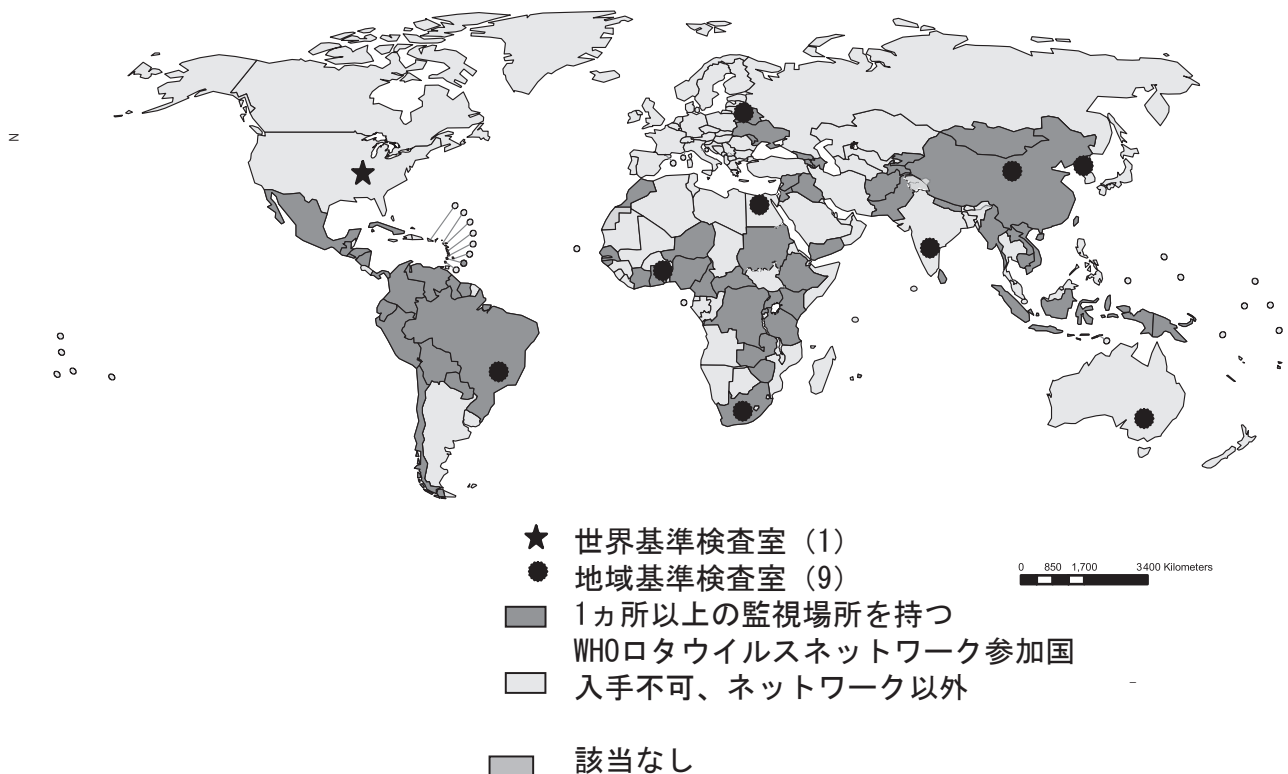 N
★ 世界基準検査室（1）
● 地域基準検査室（9）
0 850 1,700 3400 Kilometers
1ヵ所以上の監視場所を持つ
WHOロタウイルスネットワーク参加国
入手不可、ネットワーク以外
該当なし